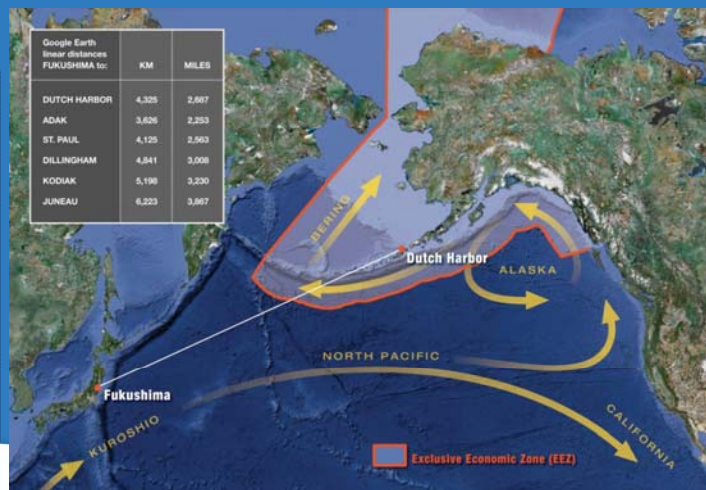 Google Earth
linear distances
FUKUSHIMA to: KM MILES
DUTCH HARBOR 4,325 2,687
ADAK 3,626 2,253
ST. PAUL 4,125 2,563
DILLINGHAM 4,841 3,008
KODIAK 5,198 3,230
JUNEAU 6,223 3,867
BERING
Dutch Harbor
ALASKA
NORTH PACIFIC
Fukushima
KUROSHIO
CALIFORNIA
Exclusive Economic Zone (EEZ)